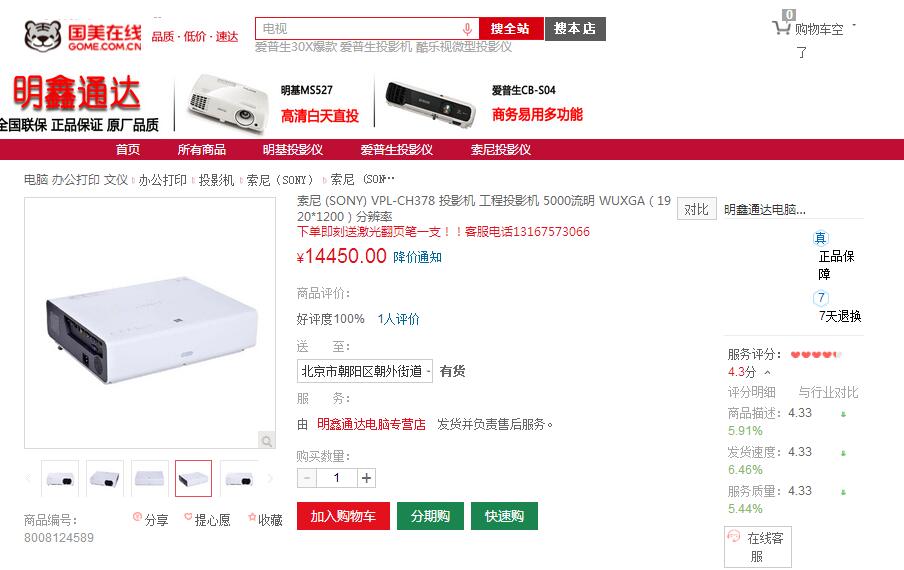 国美在线
GOME.COM.CN
品质·低价·速达
电视
搜全站
搜本店
0
购物车空
了
爱普生30X爆款 爱普生投影机 酷乐视微型投影仪
明鑫通达
全国联保 正品保证 原厂品质
明基MS527
高清白天直投
爱普生CB-S04
商务易用多功能
首页
所有商品
明基投影仪
爱普生投影仪
索尼投影仪
电脑 办公打印 文仪
办公打印
投影机
索尼（SONY）
索尼 (SON…
索尼 (SONY) VPL-CH378 投影机 工程投影机 5000流明 WUXGA（19
20*1200）分辨率
对比
下单即刻送激光翻页笔一支！！客服电话13167573066
¥14450.00 降价通知
商品评价：
好评度100% 1人评价
送 至：
北京市朝阳区朝外街道
有货
服 务：
由 明鑫通达电脑专营店 发货并负责售后服务。
购买数量：
- 1 +
加入购物车
分期购
快速购
商品编号：
8008124589
分享
提心愿
收藏
明鑫通达电脑...
真
正品保
障
7
7天退换
服务评分：
4.3分
评分明细 与行业对比
商品描述：4.33
5.91%
发货速度：4.33
6.46%
服务质量：4.33
5.44%
在线客
服